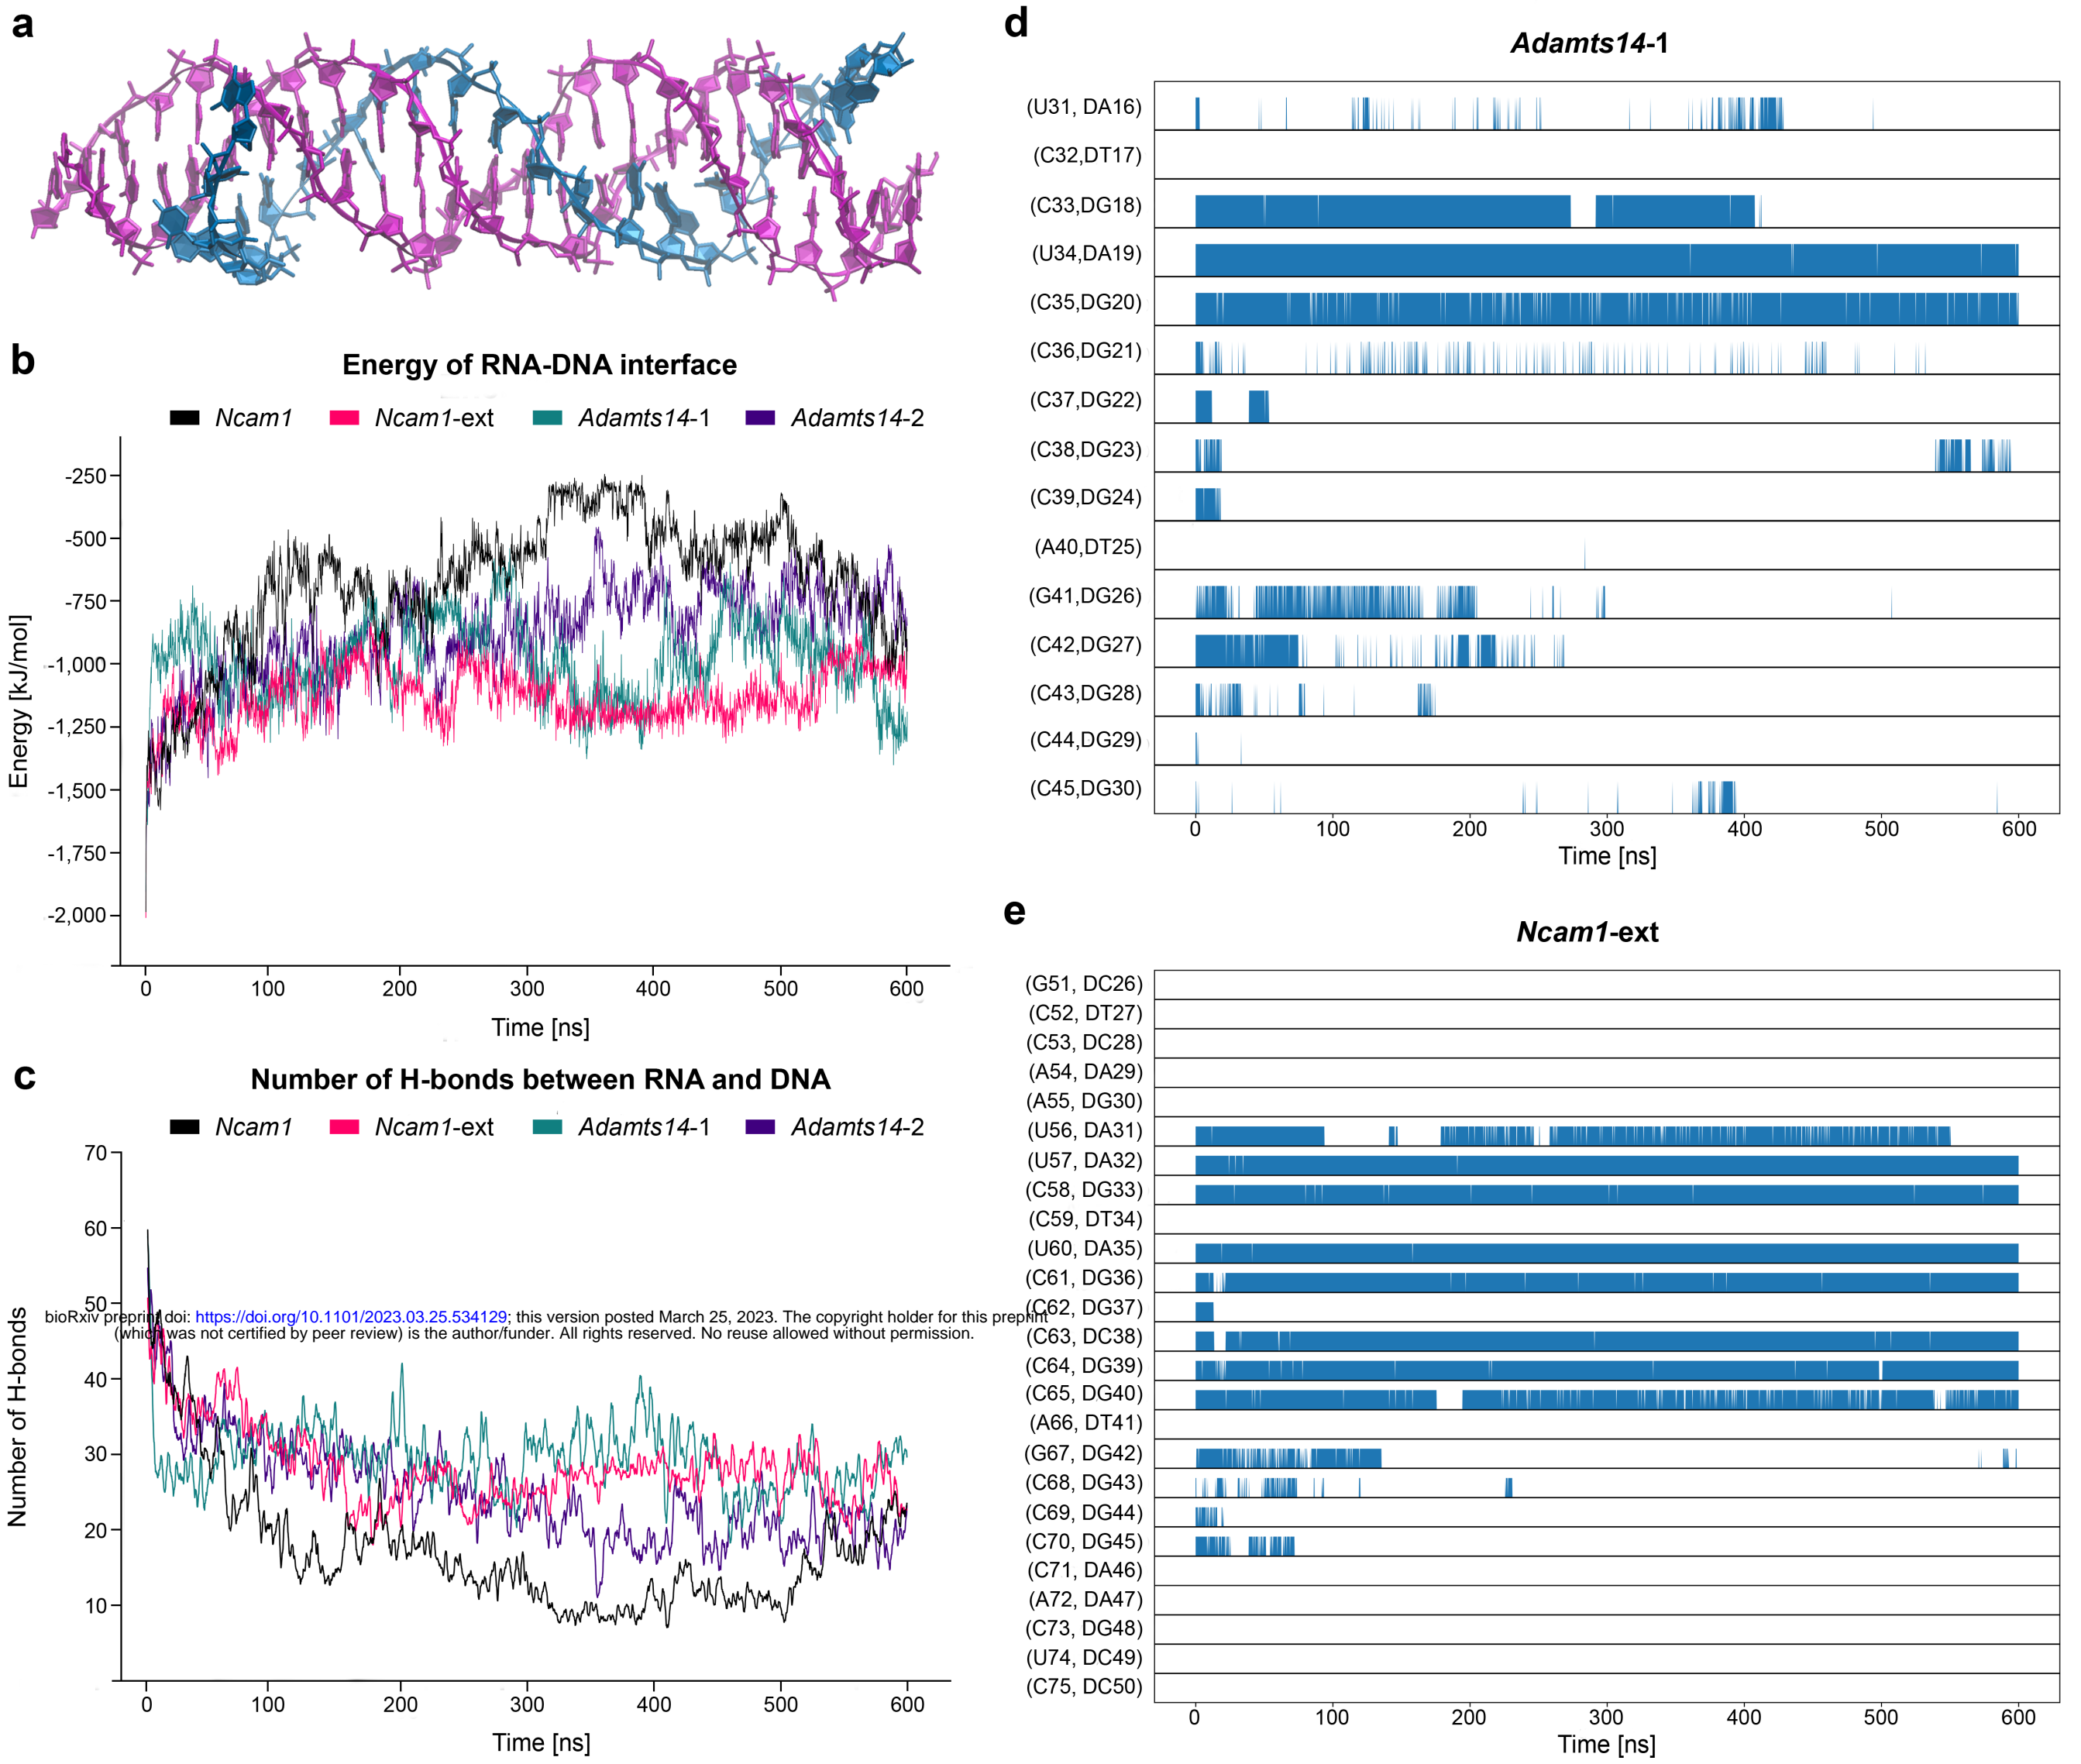 a
b
Energy of RNA-DNA interface
Ncam1 Ncam1-ext Adamts14-1 Adamts14-2
Energy [kJ/mol]
-250
-500
-750
-1,000
-1,250
-1,500
-1,750
-2,000
0 100 200 300 400 500 600
Time [ns]
c
Number of H-bonds between RNA and DNA
Ncam1 Ncam1-ext Adamts14-1 Adamts14-2
Number of H-bonds
70
60
50
40
30
20
10
0 100 200 300 400 500 600
Time [ns]
bioRxiv preprint doi: https://doi.org/10.1101/2023.03.25.534129; this version posted March 25, 2023. The copyright holder for this preprint
(which was not certified by peer review) is the author/funder. All rights reserved. No reuse allowed without permission.
d
Adamts14-1
(U31, DA16)
(C32,DT17)
(C33,DG18)
(U34,DA19)
(C35,DG20)
(C36,DG21)
(C37,DG22)
(C38,DG23)
(C39,DG24)
(A40,DT25)
(G41,DG26)
(C42,DG27)
(C43,DG28)
(C44,DG29)
(C45,DG30)
0 100 200 300 400 500 600
Time [ns]
e
Ncam1-ext
(G51, DC26)
(C52, DT27)
(C53, DC28)
(A54, DA29)
(A55, DG30)
(U56, DA31)
(U57, DA32)
(C58, DG33)
(C59, DT34)
(U60, DA35)
(C61, DG36)
(C62, DG37)
(C63, DC38)
(C64, DG39)
(C65, DG40)
(A66, DT41)
(G67, DG42)
(C68, DG43)
(C69, DG44)
(C70, DG45)
(C71, DA46)
(A72, DA47)
(C73, DG48)
(U74, DC49)
(C75, DC50)
0 100 200 300 400 500 600
Time [ns]